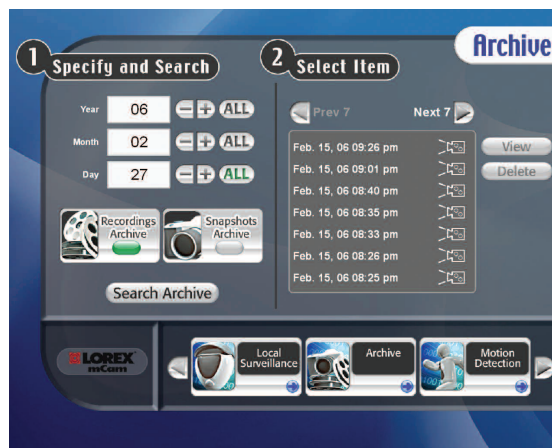 Archive
1 Specify and Search
Year 06 ALL
Month 02 ALL
Day 27 ALL
Recordings Archive
Snapshots Archive
Search Archive
2 Select Item
Prev 7 Next 7
Feb. 15, 06 09:26 pm
Feb. 15, 06 09:01 pm
Feb. 15, 06 08:40 pm
Feb. 15, 06 08:35 pm
Feb. 15, 06 08:33 pm
Feb. 15, 06 08:26 pm
Feb. 15, 06 08:25 pm
View
Delete
LOREX
mCam
Local
Surveillance
Archive
Motion
Detection